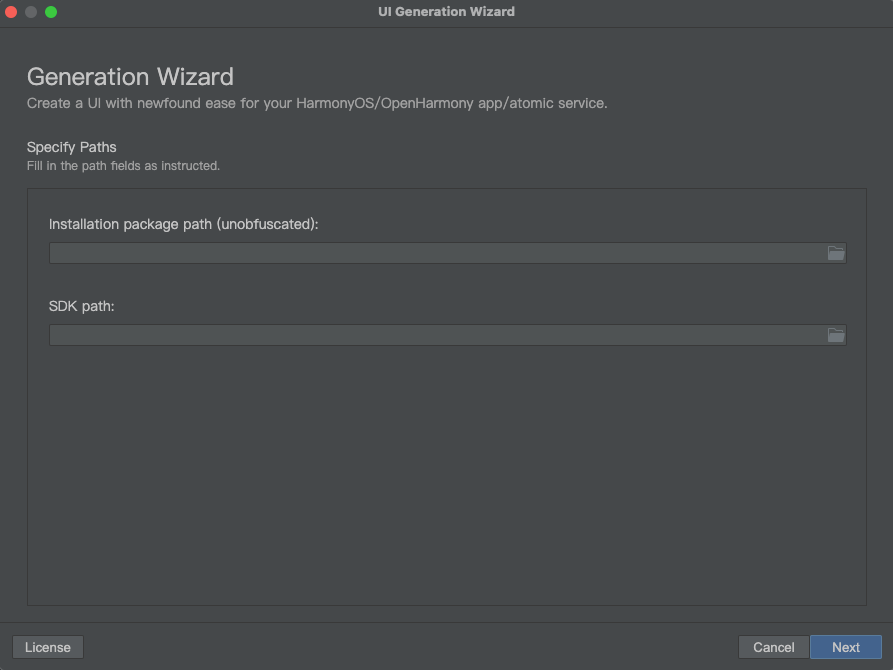 UI Generation Wizard
Generation Wizard
Create a UI with newfound ease for your HarmonyOS/OpenHarmony app/atomic service.
Specify Paths
Fill in the path fields as instructed.
Installation package path (unobfuscated):
SDK path:
License
Cancel
Next